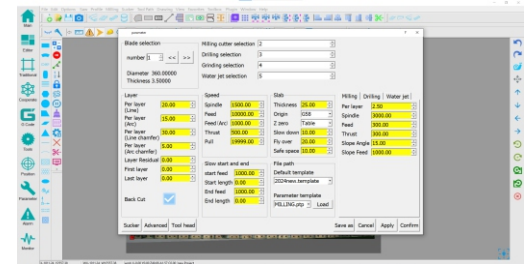 parameter
Blade selection
number 1 << >>
Diameter 360.00000
Thickness 3.50000
Milling cutter selection 2
Drilling selection 3
Grinding selection 4
Water jet selection 5
Layer
Per layer (Line) 20.00
Per layer (Arc) 15.00
Per layer (Line chamfer) 30.00
Per layer (Arc chamfer) 5.00
Layer Residual 0.00
First layer 0.00
Last layer 0.00
Back Cut
Speed
Spindle 1000.00
Feed 10000.00
Feed (Arc) 1000.00
Thrust 500.00
Pull 19999.00
Slow start and end
start feed 1000.00
Start length 0.00
End feed 1000.00
End length 0.00
Slab
Thickness 25.00
Origin G58
Z zero Table
Slow down 10.00
Fly over 20.00
Safe space 10.00
File path
Default template
2024new.template
Parameter template
MILLING.ptp Load
Milling Drilling Water jet
Per layer 2.50
Spindle 3000.00
Feed 300.00
Thrust 300.00
Slope Angle 15.00
Slope Feed 1000.00
Sucker Advanced Tool head
Save as Cancel Apply Confirm
Main
Editor
Traditional
Composite
G Code
Tools
Position
Parameter
Alarm
Monitor